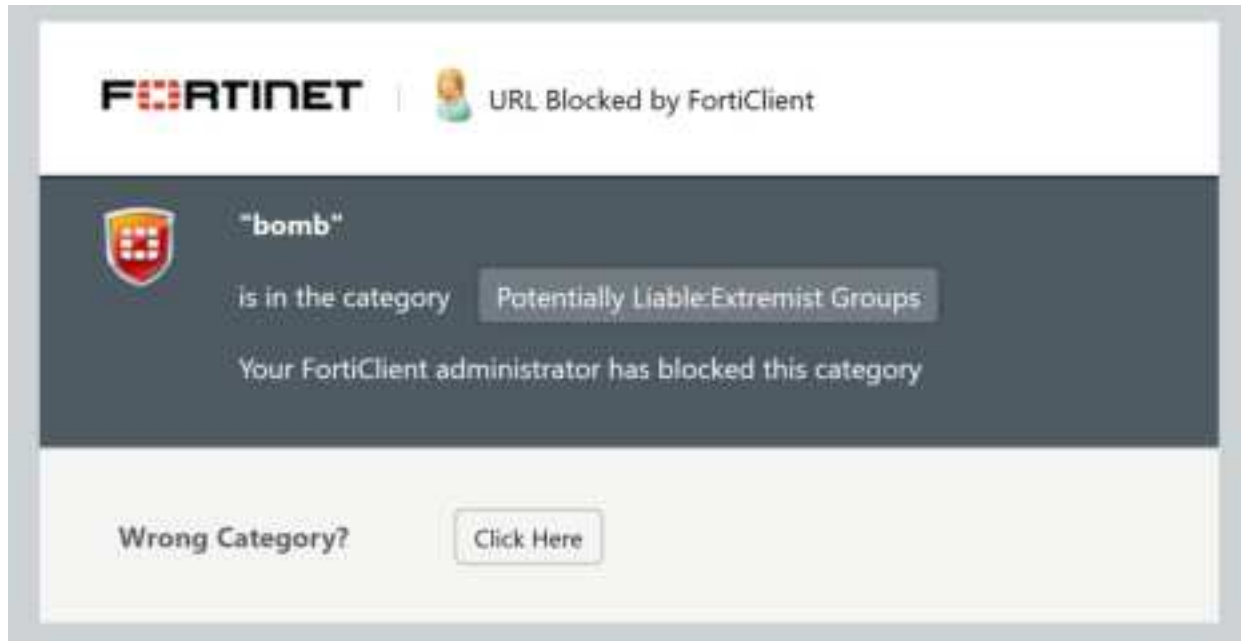 FORTINET URL Blocked by FortiClient
"bomb"
is in the category Potentially Liable:Extremist Groups
Your FortiClient administrator has blocked this category
Wrong Category? Click Here